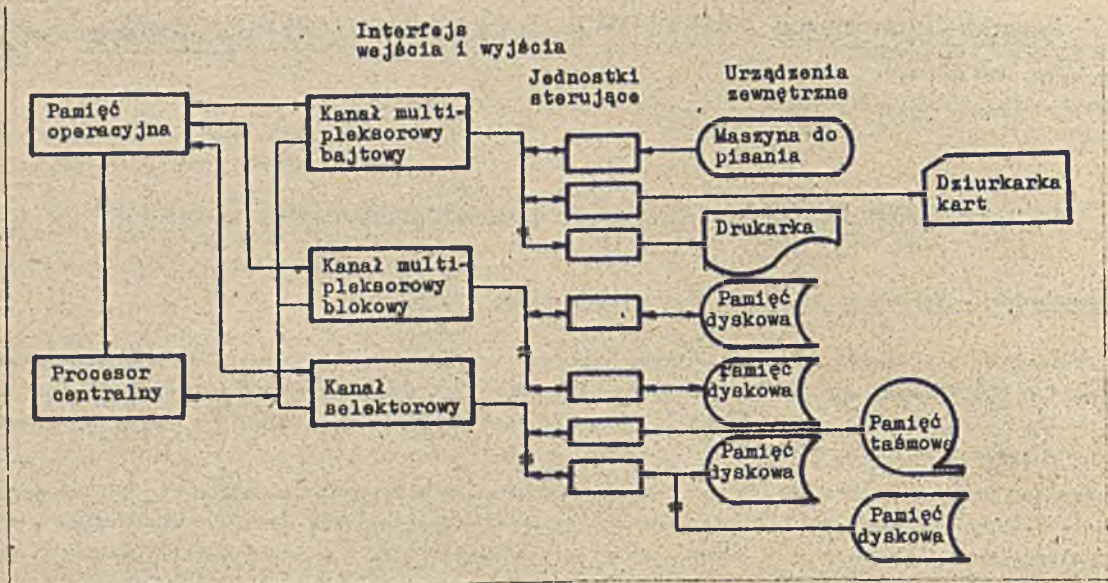 Interfejs
wejścia i wyjścia
Jednostki
sterujące
Urządzenia
zewnętrzne
Pamięć
operacyjna
Kanał multi-
pleksorowy
bajtowy
Maszyna do
pisania
Dziurkarka
kart
Drukarka
Kanał multi-
pleksorowy
blokowy
Pamięć
dyskowa
Procesor
centralny
Kanał
selektorowy
Pamięć
dyskowa
Pamięć
taśmowe
Pamięć
dyskowa
Pamięć
dyskowa